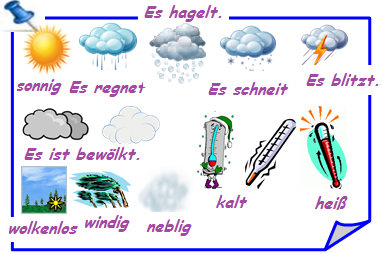 Es hagelt.
sonnig
Es regnet
Es schneit
Es blitzt.
Es ist bewölkt.
kalt
heiß
wolkenlos
windig
neblig